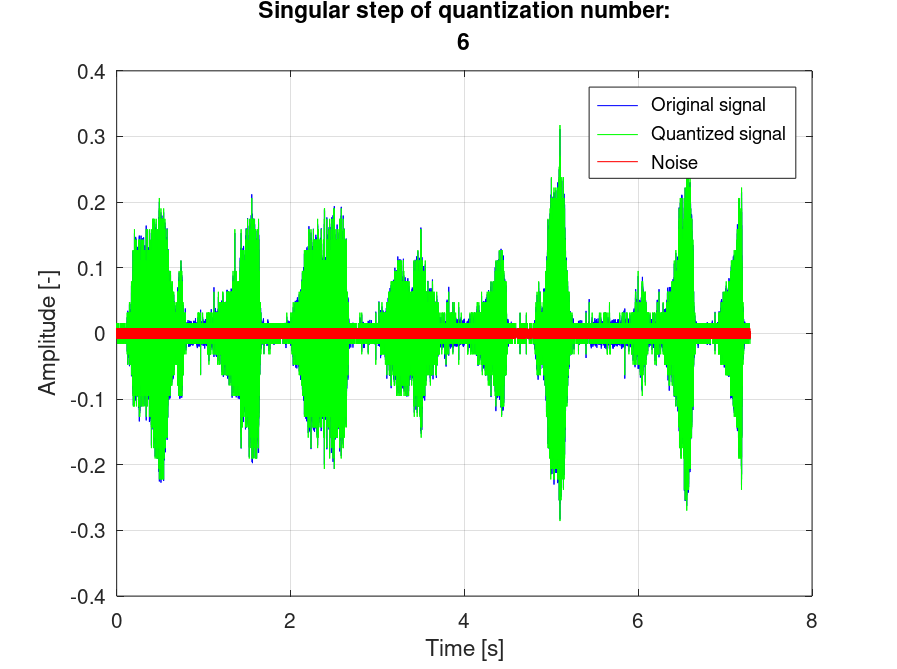 Singular step of quantization number:
6
0.4
0.3
0.2
0.1
0
-0.1
-0.2
-0.3
-0.4
Amplitude [-]
Original signal
Quantized signal
Noise
0 2 4 6 8
Time [s]